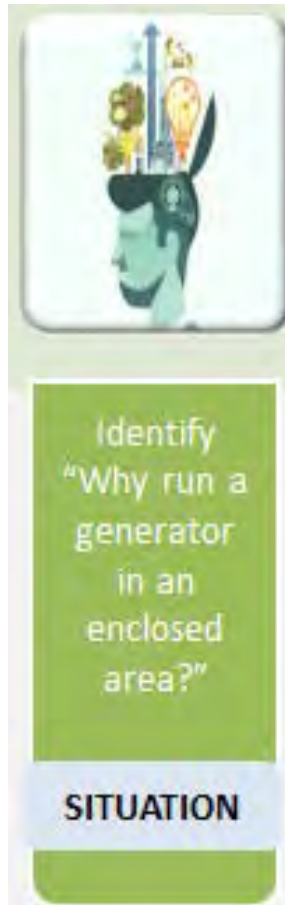 Identify
“Why run a
generator
in an
enclosed
area?”
SITUATION